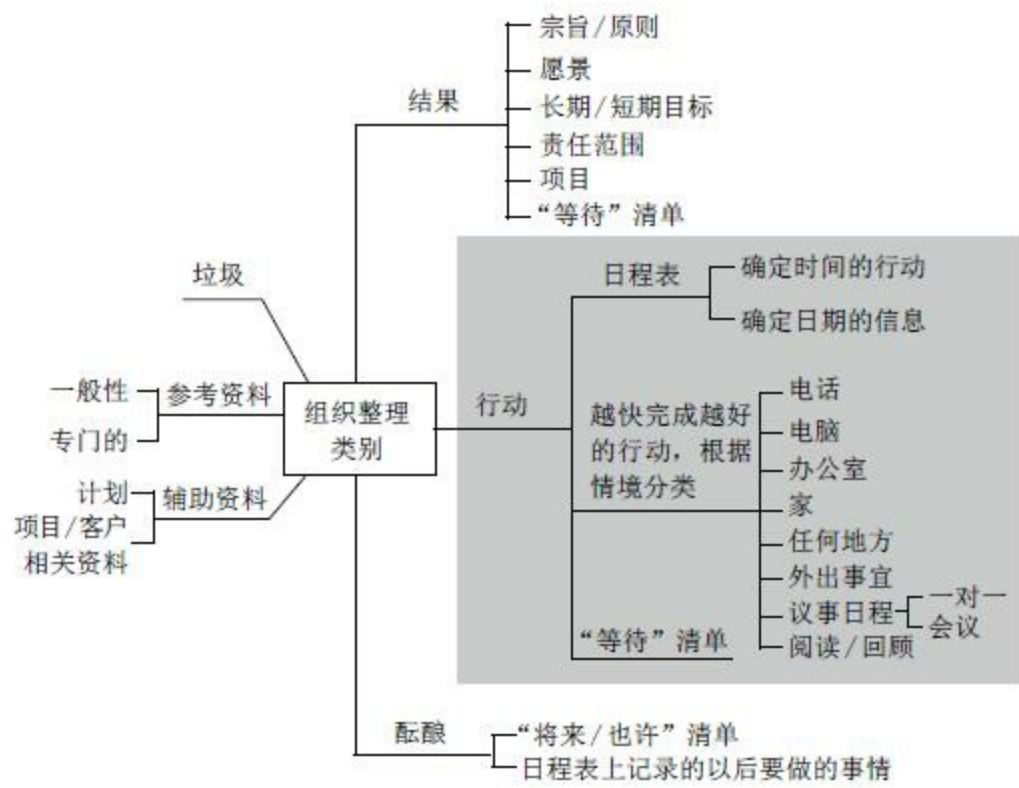 宗旨/原则
愿景
结果
长期/短期目标
责任范围
项目
“等待”清单
垃圾
日程表
确定时间的行动
确定日期的信息
一般性
参考资料
专门的
组织整理
类别
行动
越快完成越好
的行动，根据
情境分类
电话
电脑
办公室
家
任何地方
外出事宜
议事日程
一对一
会议
阅读/回顾
计划
辅助资料
项目/客户
相关资料
“等待”清单
酝酿
“将来/也许”清单
日程表上记录的以后要做的事情